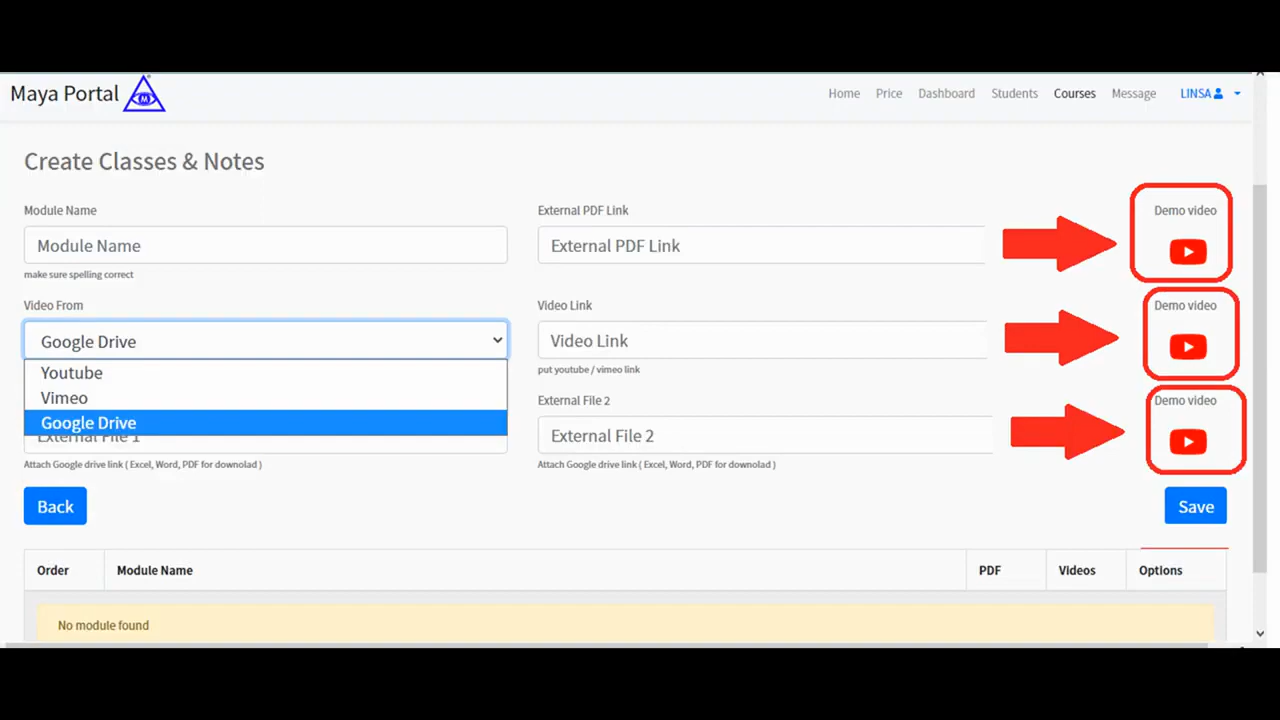 Maya Portal M
Home Price Dashboard Students Courses Message LINSA
Create Classes & Notes
Module Name
External PDF Link
Demo video
Module Name
External PDF Link
make sure spelling correct
Video From
Video Link
Demo video
Google Drive
Video Link
Youtube
put youtube / vimeo link
Vimeo
External File 2
Demo video
Google Drive
External File 1
External File 2
Attach Google drive link ( Excel, Word, PDF for downolad )
Attach Google drive link ( Excel, Word, PDF for downolad )
Back
Save
Order Module Name PDF Videos Options
No module found